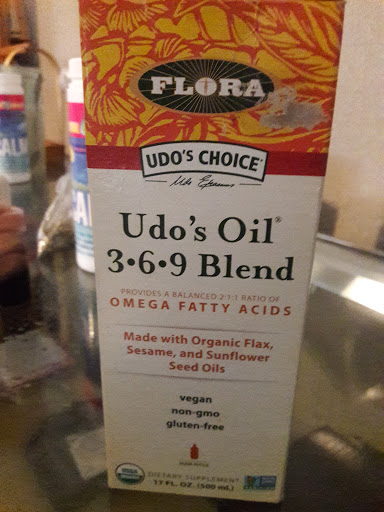 FLORA
UDO'S CHOICE®
Udo's Oil®
3•6•9 Blend
PROVIDES A BALANCED 2:1:1 RATIO OF
OMEGA FATTY ACIDS
Made with Organic Flax,
Sesame, and Sunflower
Seed Oils
vegan
non-gmo
gluten-free
USDA
ORGANIC
DIETARY SUPPLEMENT
17 FL. OZ. (500 mL)